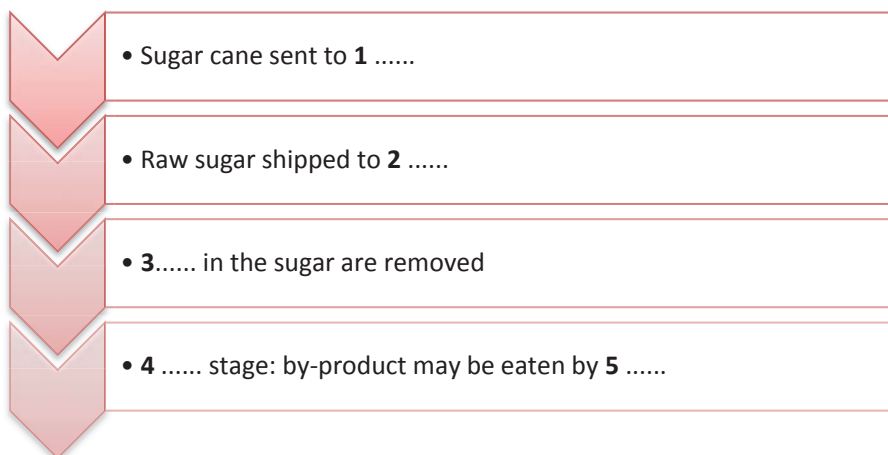 • Sugar cane sent to 1 ......
• Raw sugar shipped to 2 ......
• 3...... in the sugar are removed
• 4 ...... stage: by-product may be eaten by 5 ......